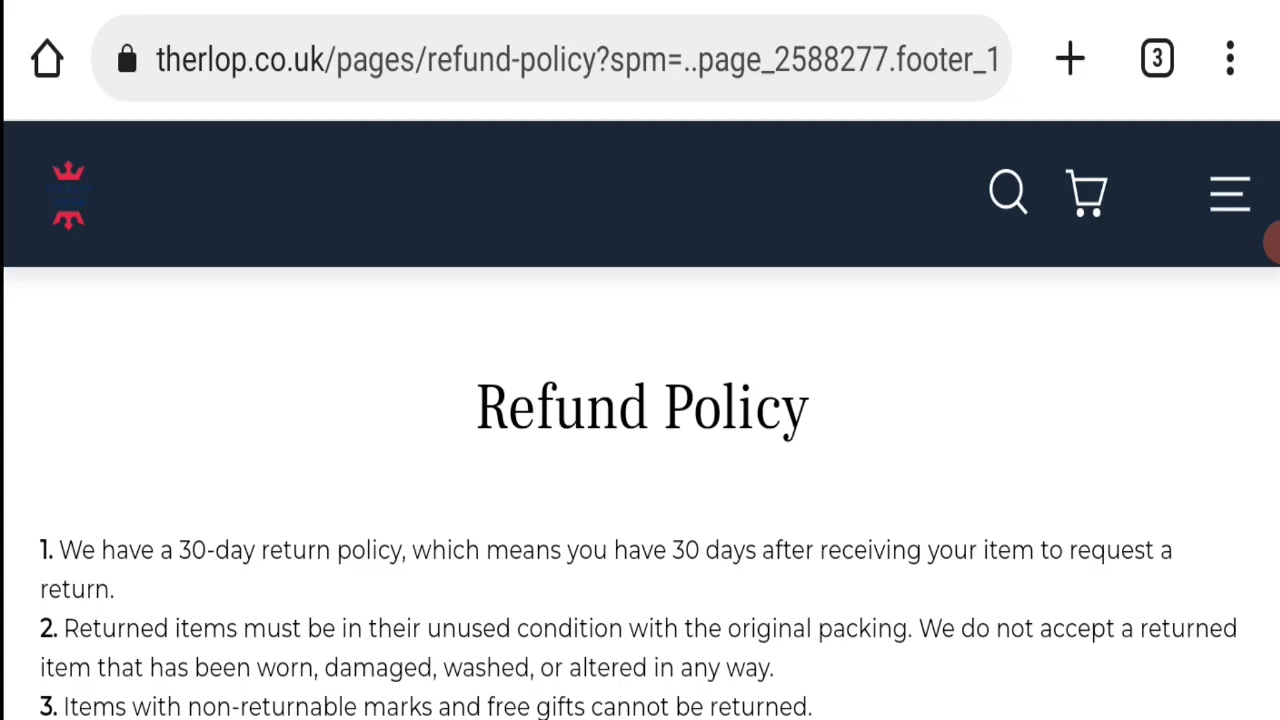 therlop.co.uk/pages/refund-policy?spm=..page_2588277.footer_1
3
Refund Policy
1. We have a 30-day return policy, which means you have 30 days after receiving your item to request a
return.
2. Returned items must be in their unused condition with the original packing. We do not accept a returned
item that has been worn, damaged, washed, or altered in any way.
3. Items with non-returnable marks and free gifts cannot be returned.